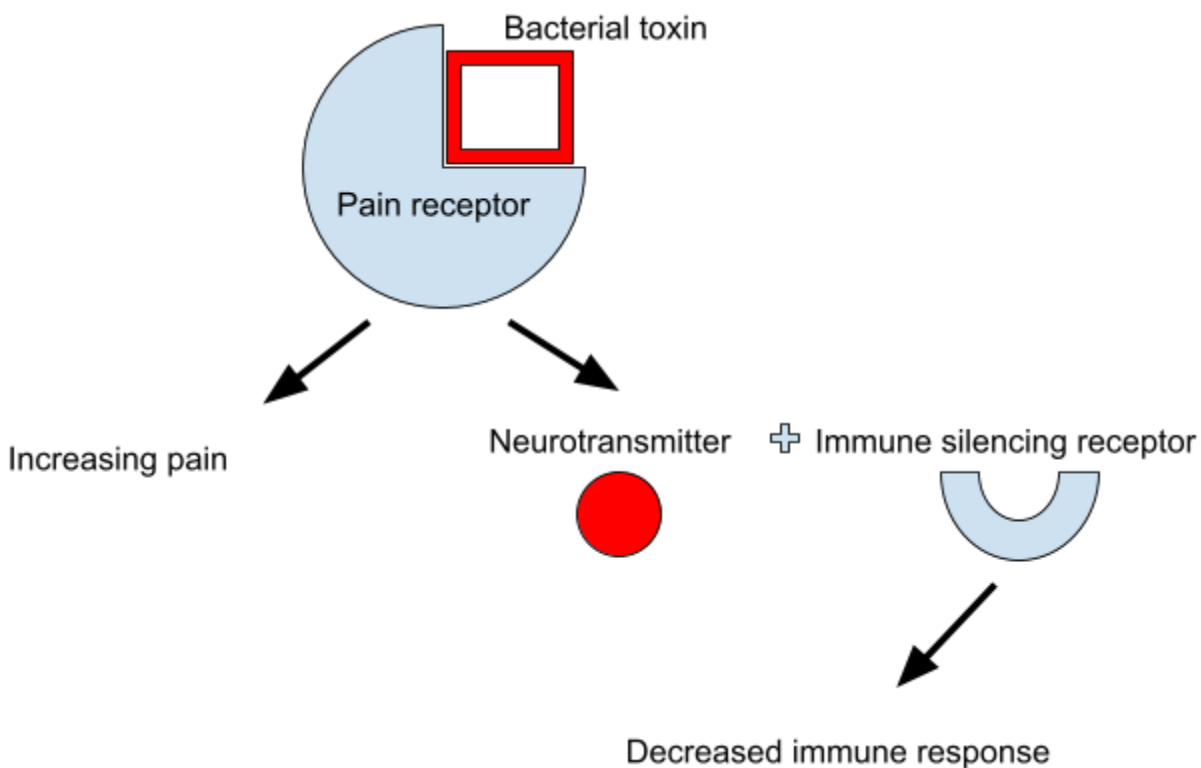 Bacterial toxin
Pain receptor
Increasing pain
Neurotransmitter
Immune silencing receptor
Decreased immune response